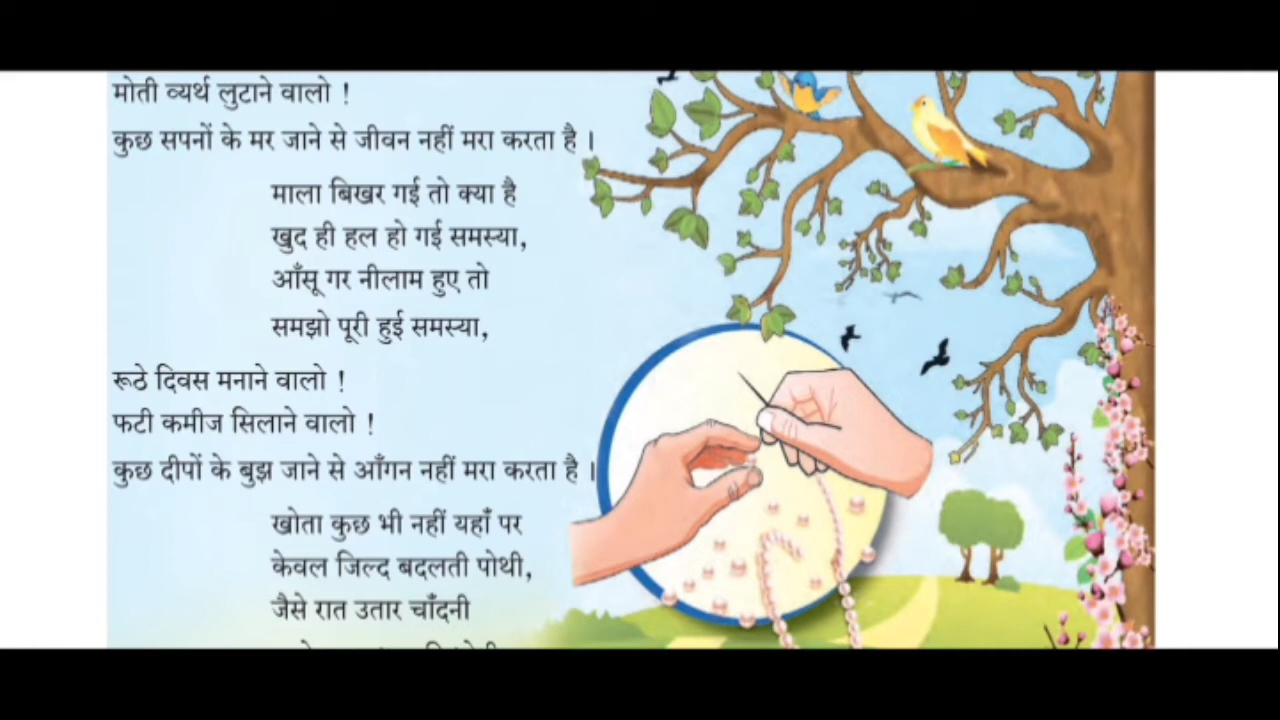 मोती व्यर्थ लुटाने वालो !
कुछ सपनों के मर जाने से जीवन नहीं मरा करता है ।
माला बिखर गई तो क्या है
खुद ही हल हो गई समस्या,
आँसू गर नीलाम हुए तो
समझो पूरी हुई समस्या,
रूठे दिवस मनाने वालो !
फटी कमीज सिलाने वालो !
कुछ दीपों के बुझ जाने से आँगन नहीं मरा करता है ।
खोता कुछ भी नहीं यहाँ पर
केवल जिल्द बदलती पोथी,
जैसे रात उतार चाँदनी